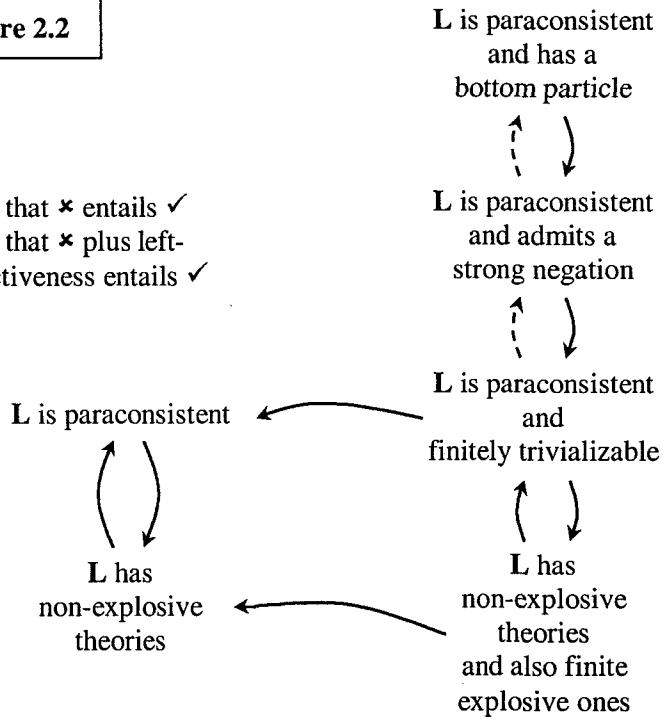 re 2.2
L is paraconsistent
and has a
bottom particle
that ✗ entails ✓
that ✗ plus left-
tiveness entails ✓
L is paraconsistent
and admits a
strong negation
L is paraconsistent
L is paraconsistent
and
finitely trivializable
L has
non-explosive
theories
L has
non-explosive
theories
and also finite
explosive ones